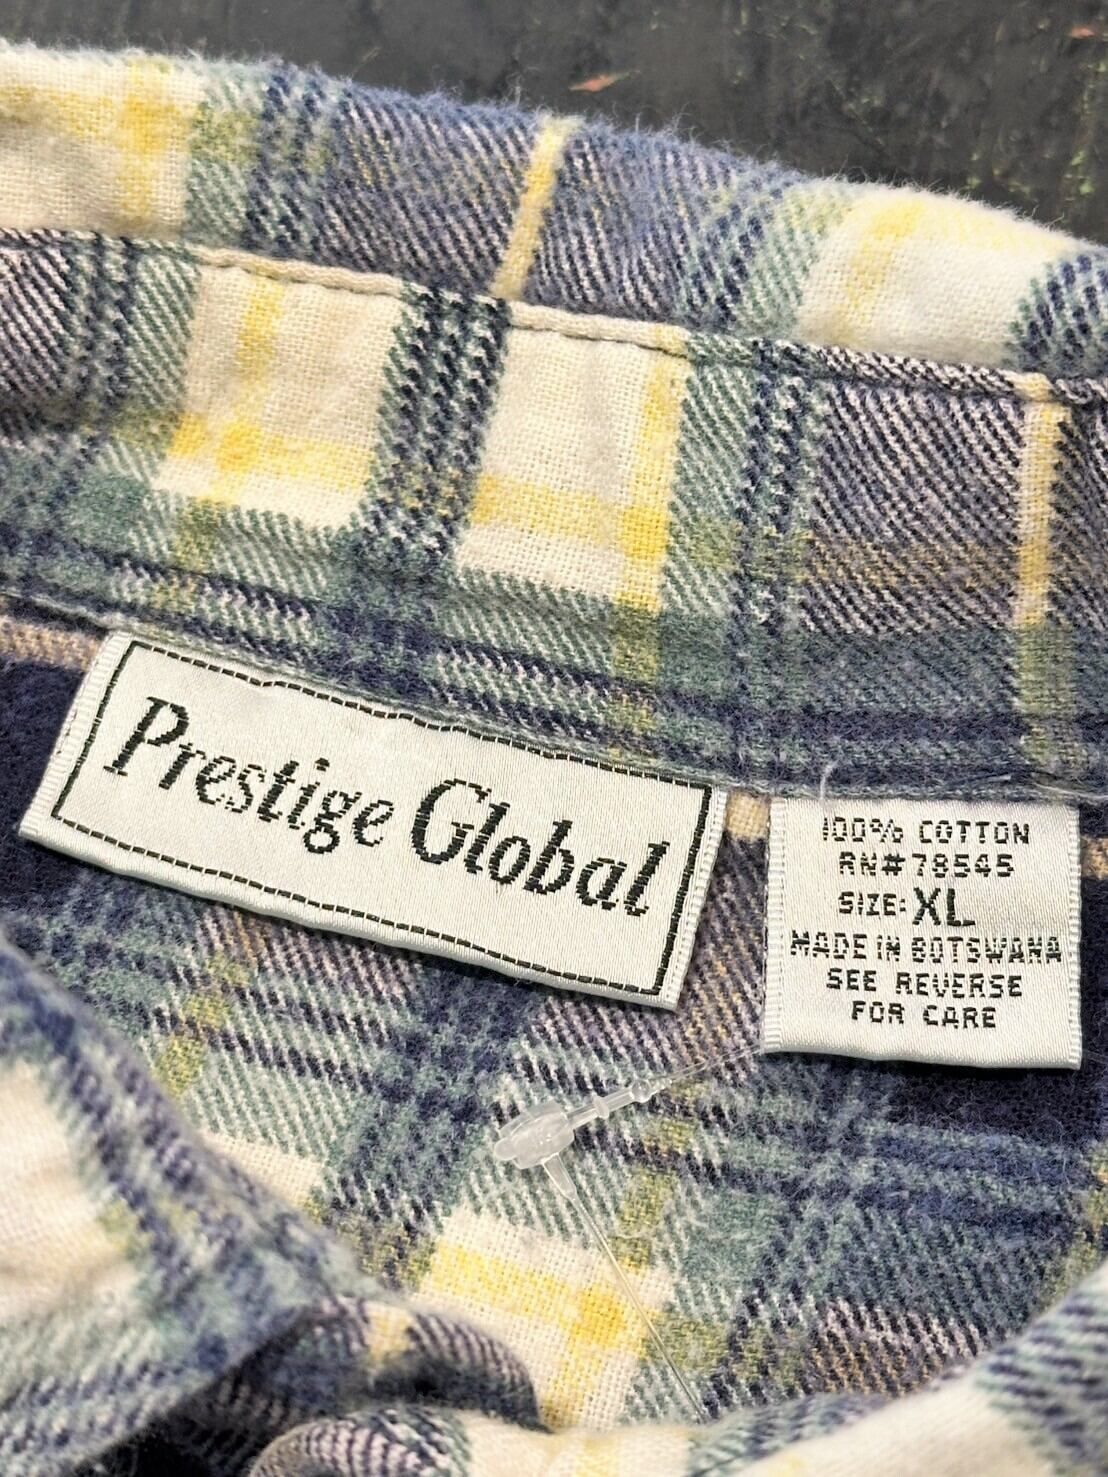 Prestige Global
100% COTTON
RN# 78545
SIZE: XL
MADE IN BOTSWANA
SEE REVERSE
FOR CARE